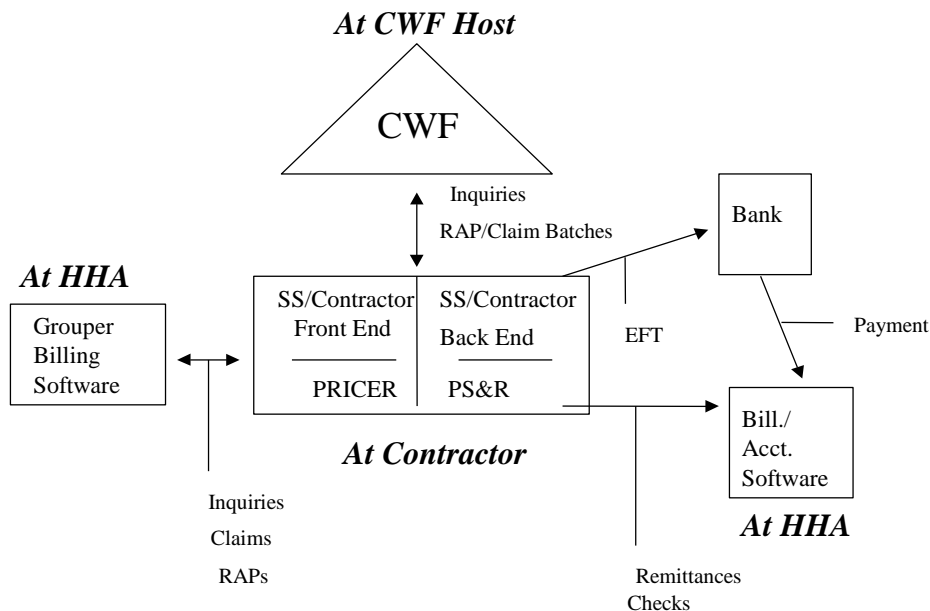 At CWF Host
CWF
Inquiries
RAP/Claim Batches
Bank
At HHA
Grouper
Billing
Software
SS/Contractor
Front End
PRICER
SS/Contractor
Back End
PS&R
EFT
Payment
At Contractor
Bill./
Acct.
Software
At HHA
Inquiries
Claims
RAPs
Remittances
Checks